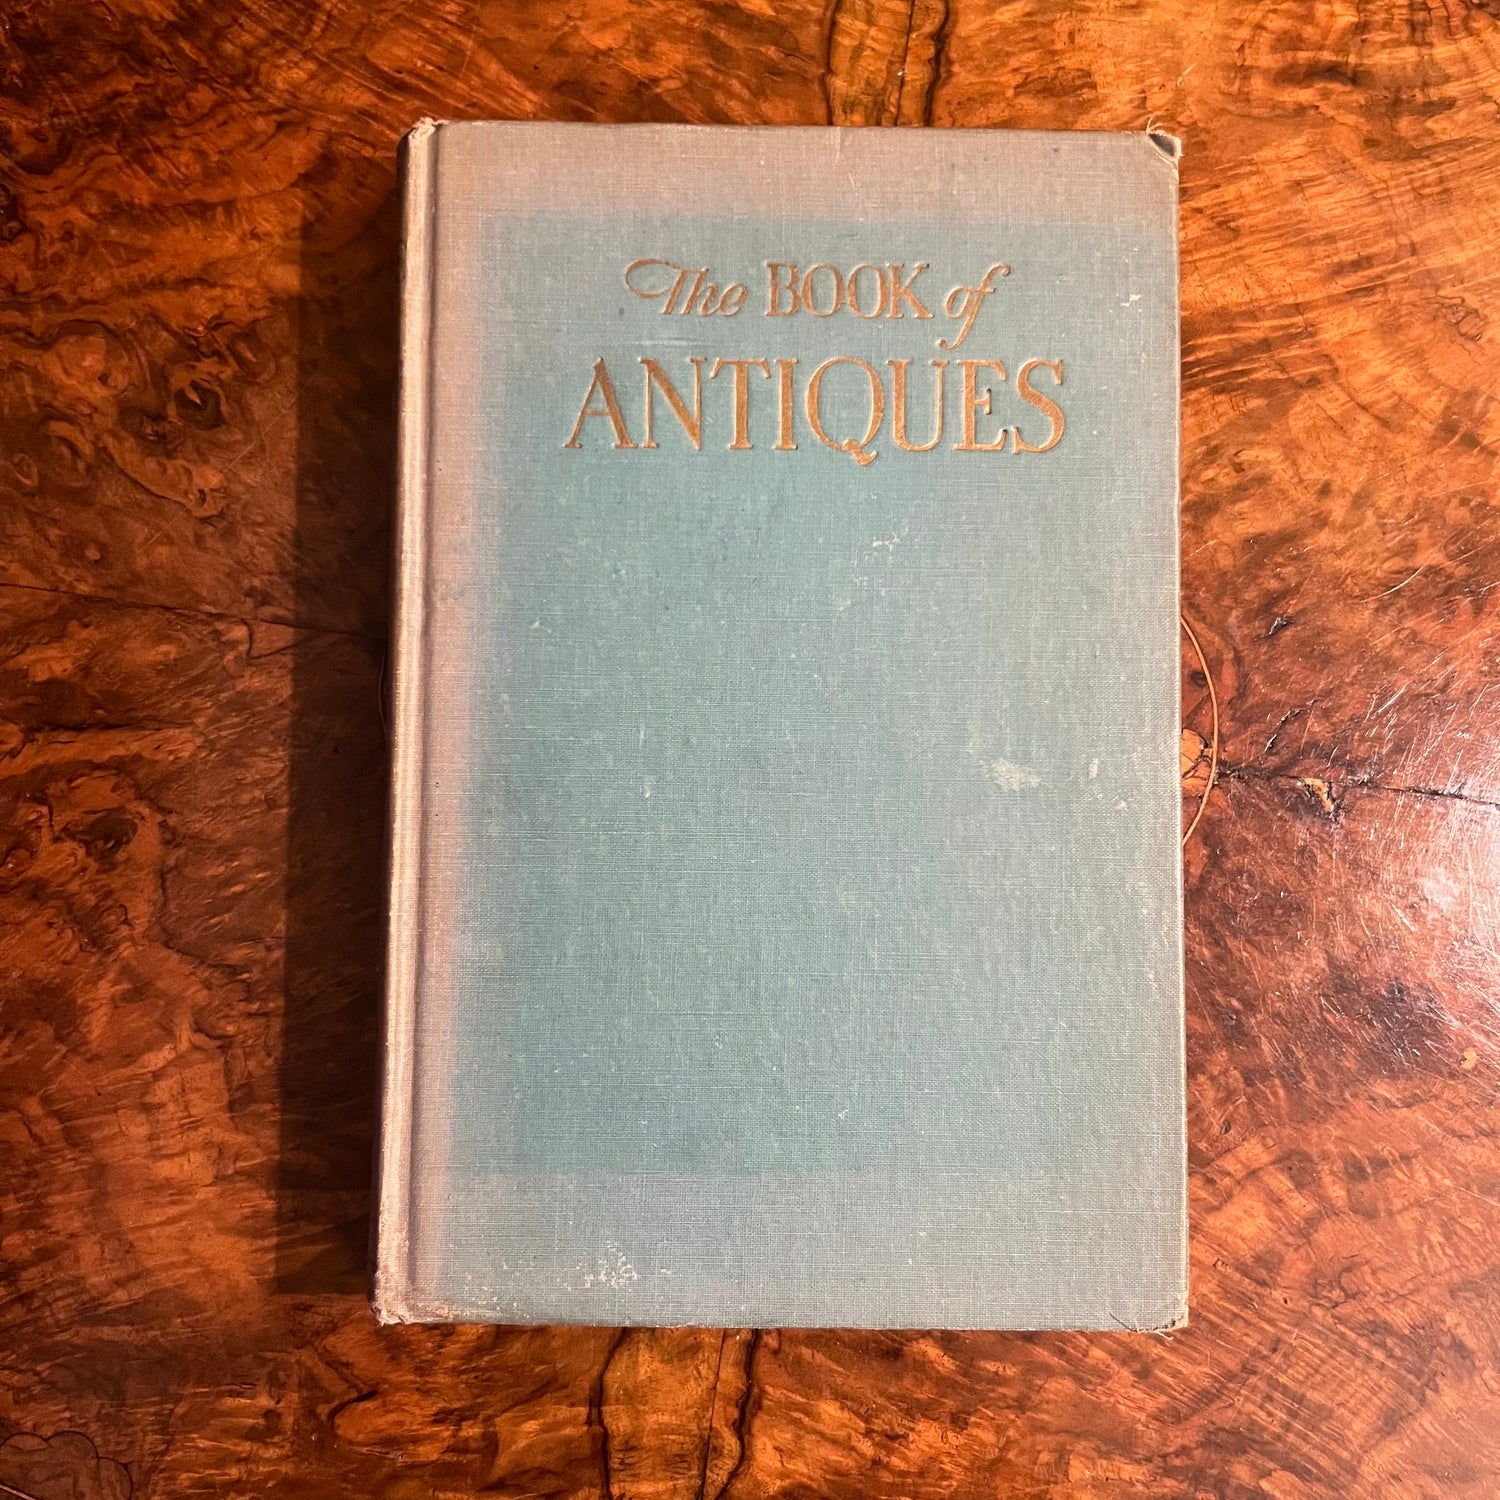 The BOOK of
ANTIQUES